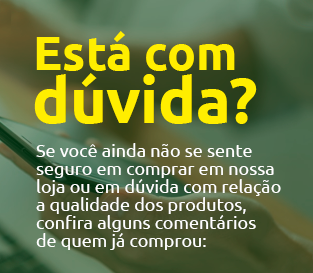 Está com
dúvida?
Se você ainda não se sente
seguro em comprar em nossa
loja ou em dúvida com relação
a qualidade dos produtos,
confira alguns comentários
de quem já comprou: